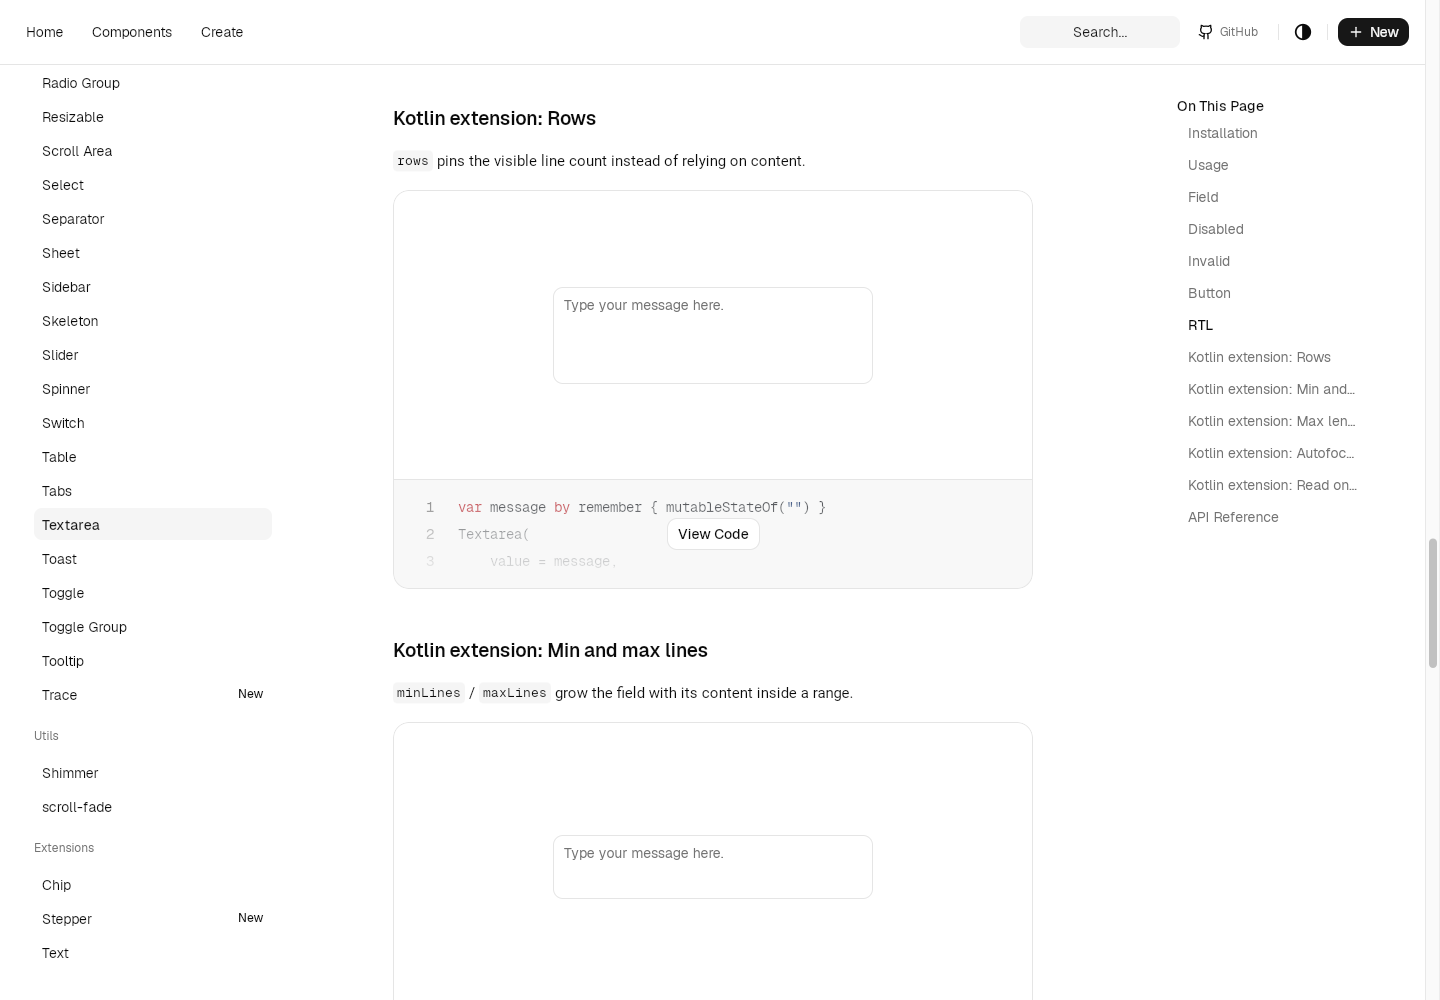 Home
Components
Create
Search...
GitHub
New
Radio Group
Resizable
Scroll Area
Select
Separator
Sheet
Sidebar
Skeleton
Slider
Spinner
Switch
Table
Tabs
Textarea
Toast
Toggle
Toggle Group
Tooltip
Trace New
Utils
Shimmer
scroll-fade
Extensions
Chip
Stepper New
Text
Kotlin extension: Rows
rows pins the visible line count instead of relying on content.
Type your message here.
1 var message by remember { mutableStateOf("") }
2 Textarea(
View Code
3 value = message,
Kotlin extension: Min and max lines
minLines / maxLines grow the field with its content inside a range.
Type your message here.
On This Page
Installation
Usage
Field
Disabled
Invalid
Button
RTL
Kotlin extension: Rows
Kotlin extension: Min and...
Kotlin extension: Max len...
Kotlin extension: Autofoc...
Kotlin extension: Read on...
API Reference